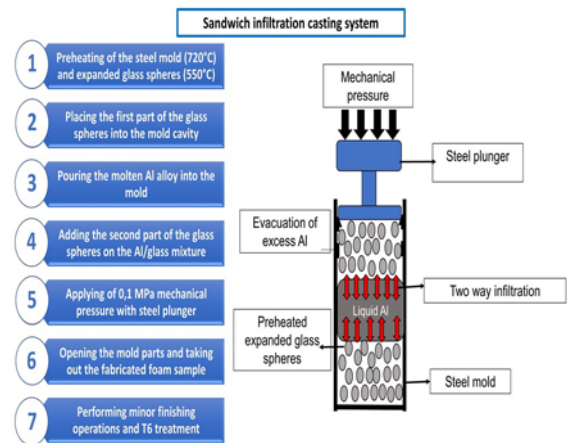 Sandwich infiltration casting system
1
Preheating of the steel mold (720°C)
and expanded glass spheres (550°C)
2
Placing the first part of the glass
spheres into the mold cavity
3
Pouring the molten Al alloy into the
mold
4
Adding the second part of the glass
spheres on the Al/glass mixture
5
Applying of 0,1 MPa mechanical
pressure with steel plunger
6
Opening the mold parts and taking
out the fabricated foam sample
7
Performing minor finishing
operations and T6 treatment
Mechanical
pressure
Steel plunger
Evacuation of
excess Al
Two way infiltration
Liquid Al
Preheated
expanded glass
spheres
Steel mold